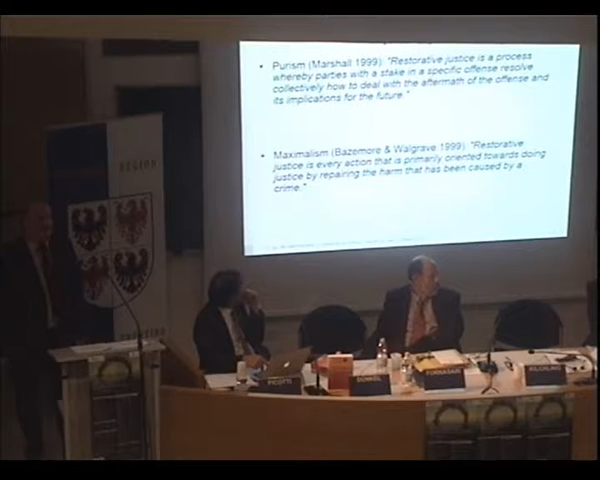 • Purism (Marshall 1999): "Restorative justice is a process
whereby parties with a stake in a specific offense resolve
collectively how to deal with the aftermath of the offense and
its implications for the future."
• Maximalism (Bazemore & Walgrave 1999): "Restorative
justice is every action that is primarily oriented towards doing
justice by repairing the harm that has been caused by a
crime."
REGION
PICOTTI